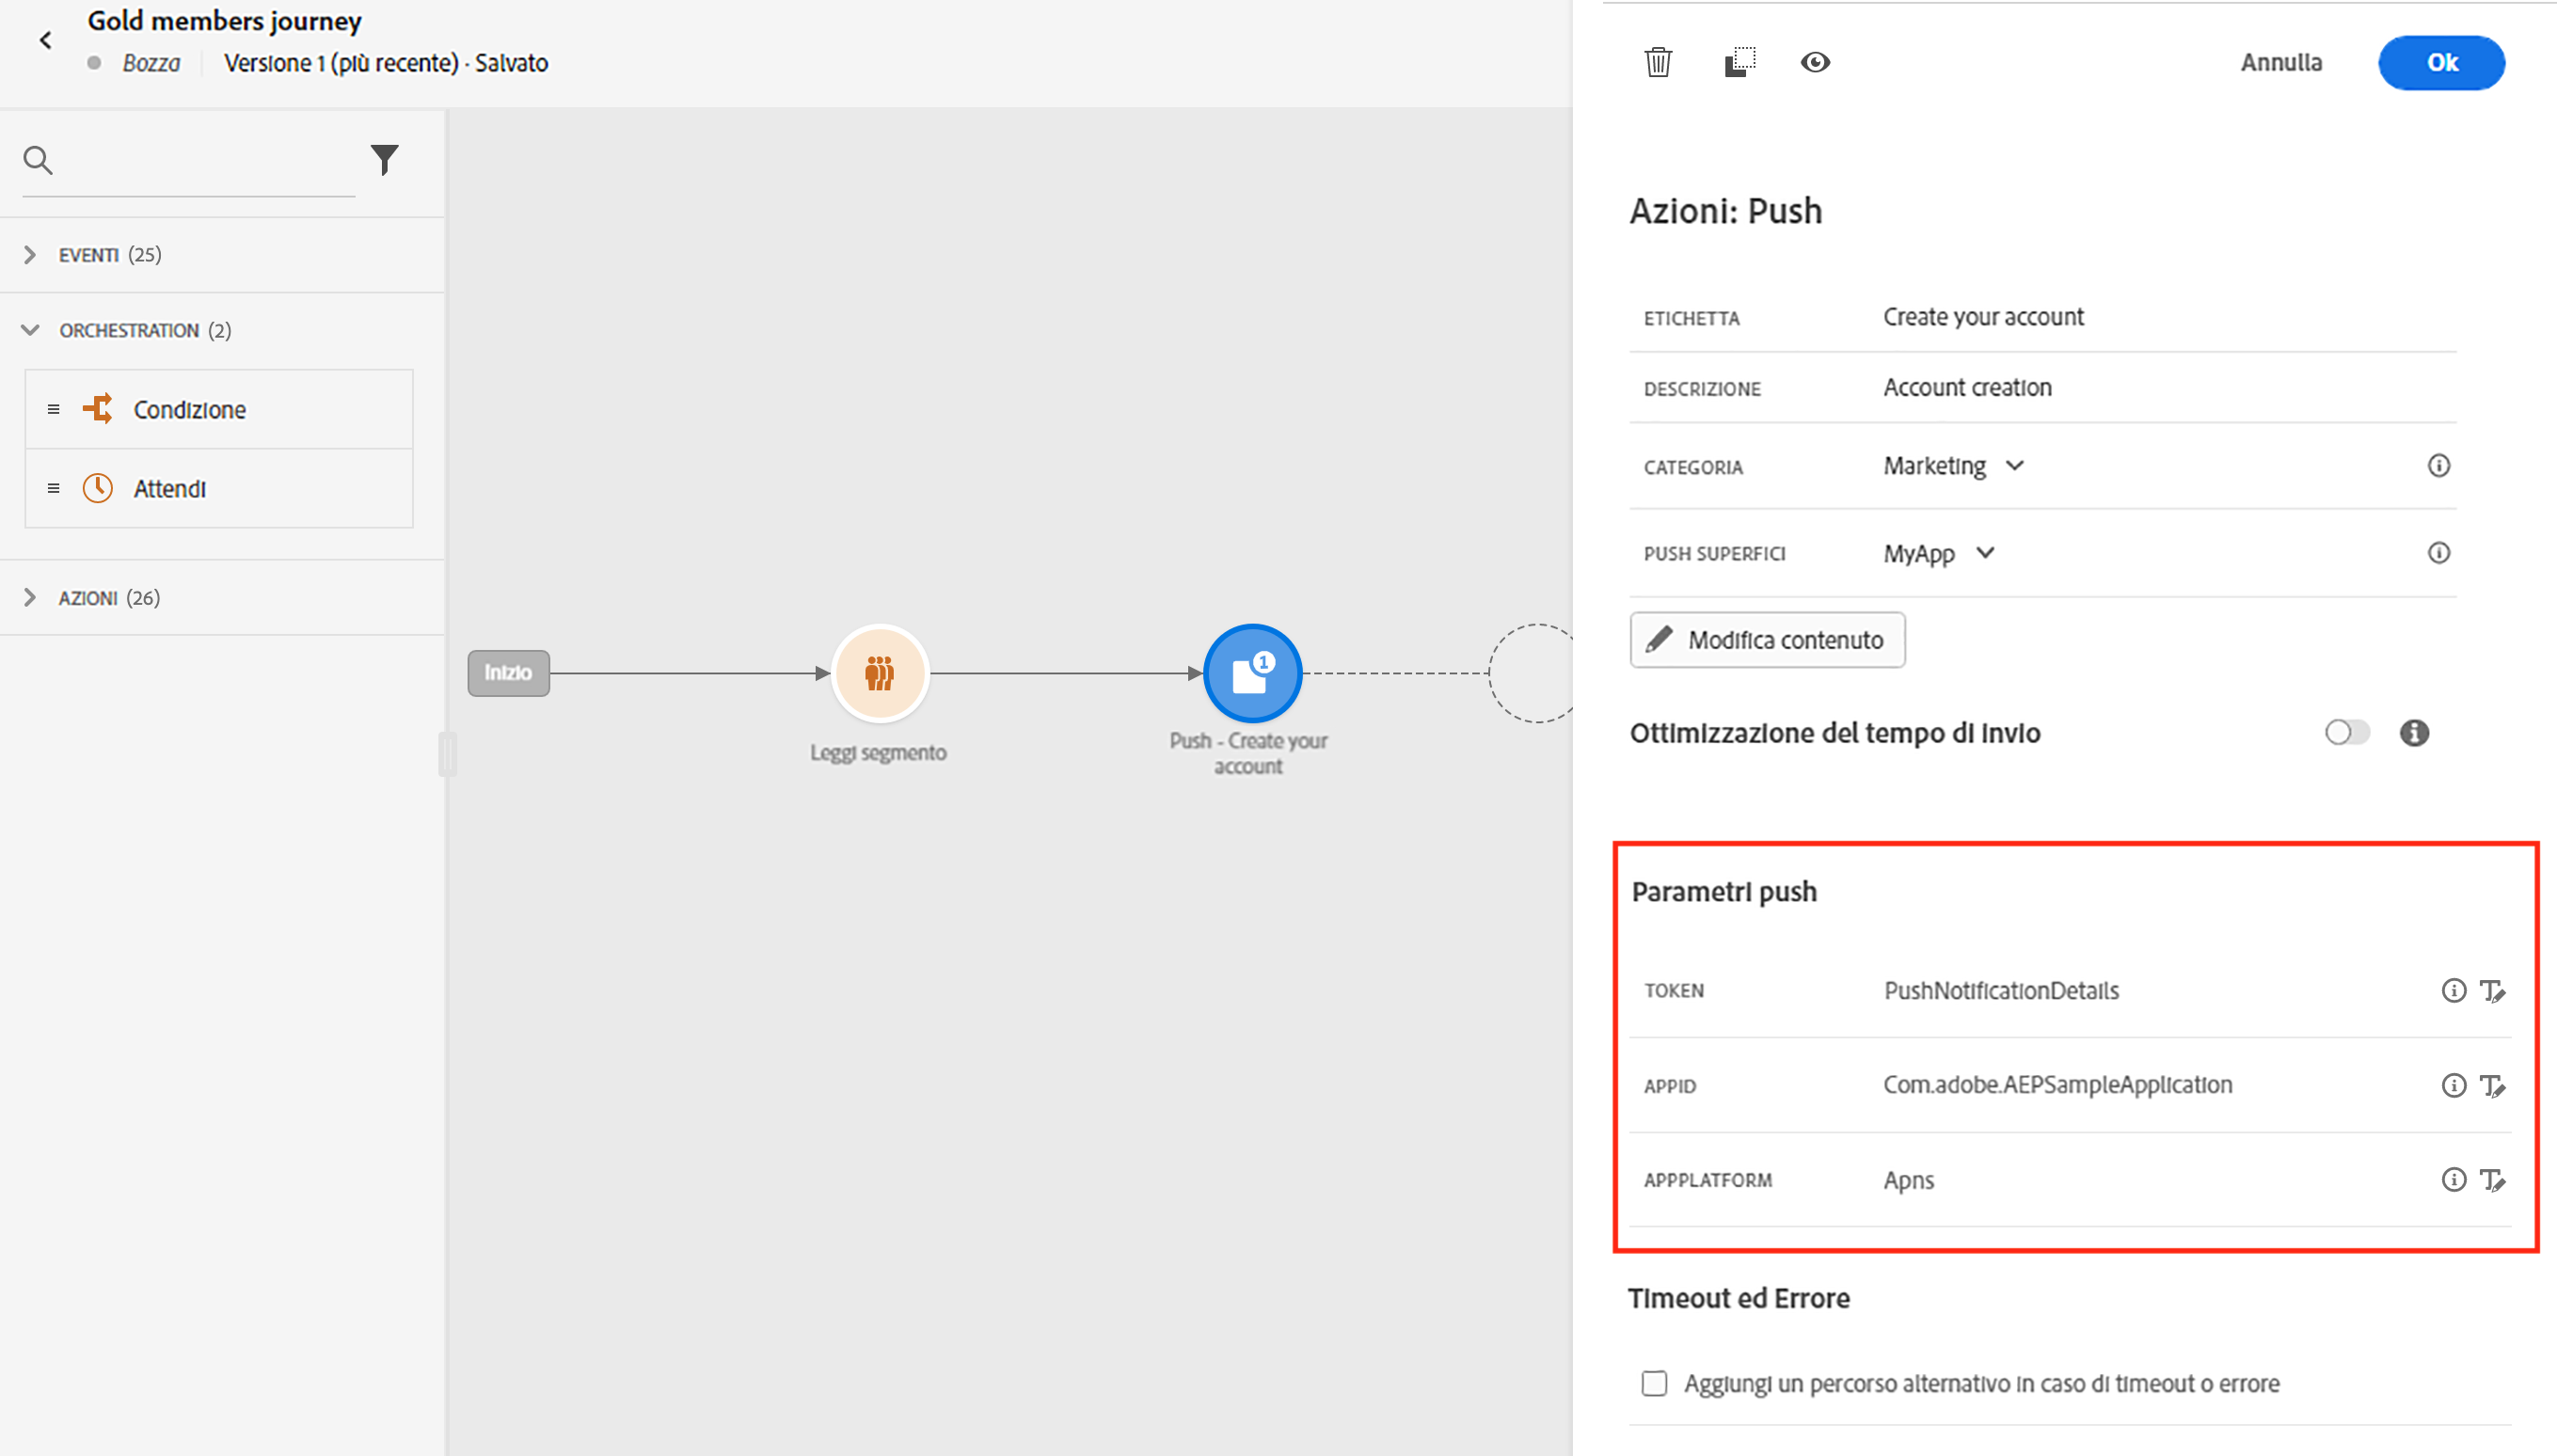 Gold members journey
Bozza
Versione 1 (più recente) · Salvato
Annulla
Ok
EVENTI (25)
ORCHESTRATION (2)
Condizione
Attendi
AZIONI (26)
Inizio
Leggi segmento
1
Push - Create your
account
Azioni: Push
ETICHETTA Create your account
DESCRIZIONE Account creation
CATEGORIA Marketing
PUSH SUPERFICI MyApp
Modifica contenuto
Ottimizzazione del tempo di invio
Parametri push
TOKEN PushNotificationDetails
APPID Com.adobe.AEPSampleApplication
APPPLATFORM Apns
Timeout ed Errore
Aggiungi un percorso alternativo in caso di timeout o errore